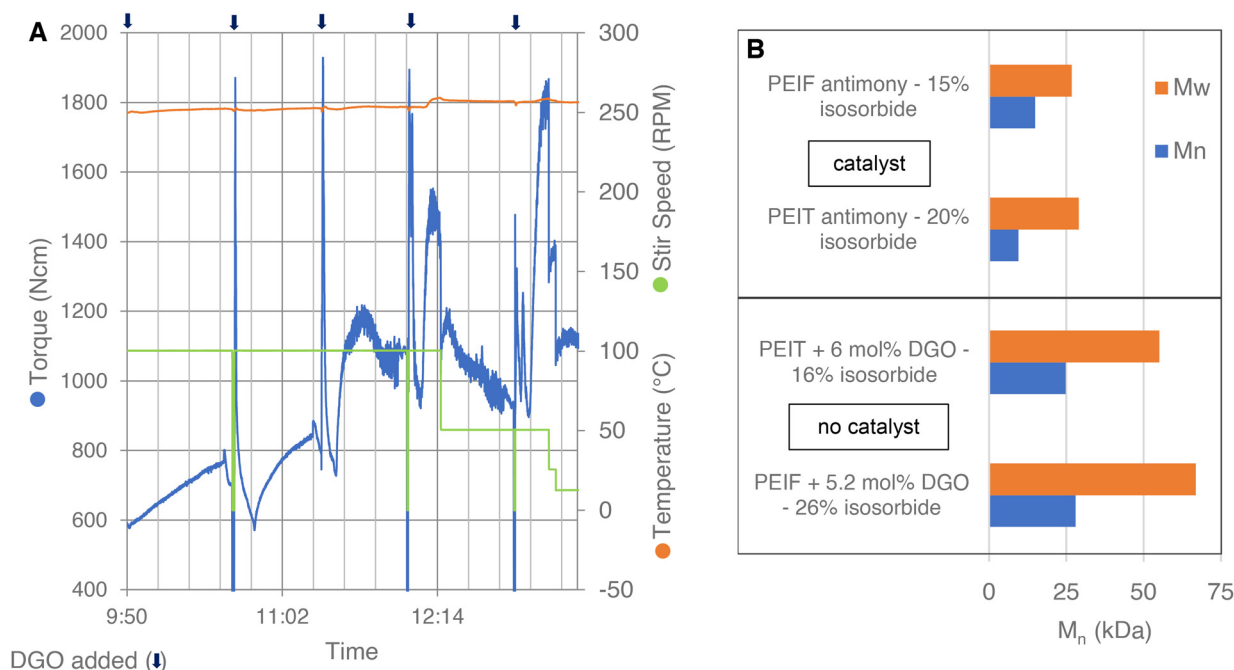 A
2000
1800
1600
1400
1200
1000
800
600
400
Torque (Ncm)
300
250
200
150
100
50
0
-50
Stir Speed (RPM)
Temperature (°C)
9:50
11:02
12:14
Time
DGO added (⬇)
B
PEIF antimony - 15%
isosorbide
catalyst
PEIT antimony - 20%
isosorbide
PEIT + 6 mol% DGO -
16% isosorbide
no catalyst
PEIF + 5.2 mol% DGO
- 26% isosorbide
Mw
Mn
0
25
50
75
Mₙ (kDa)